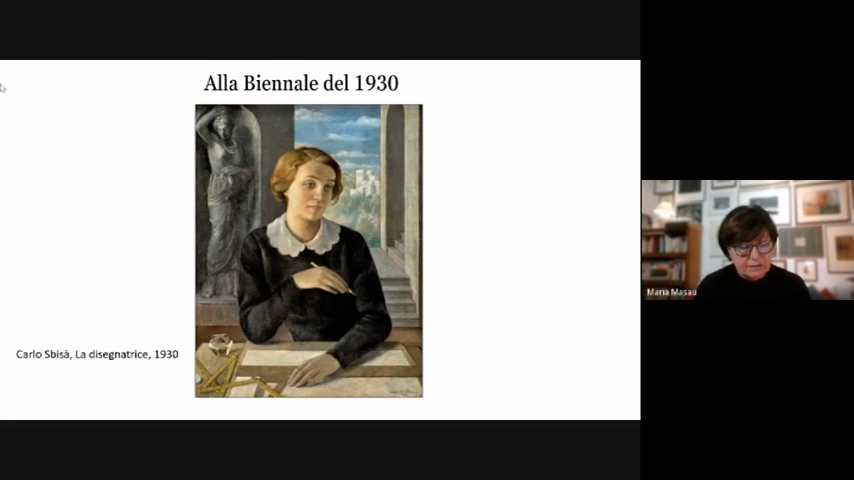 Alla Biennale del 1930
Carlo Sbisà, La disegnatrice, 1930
Maria Masau